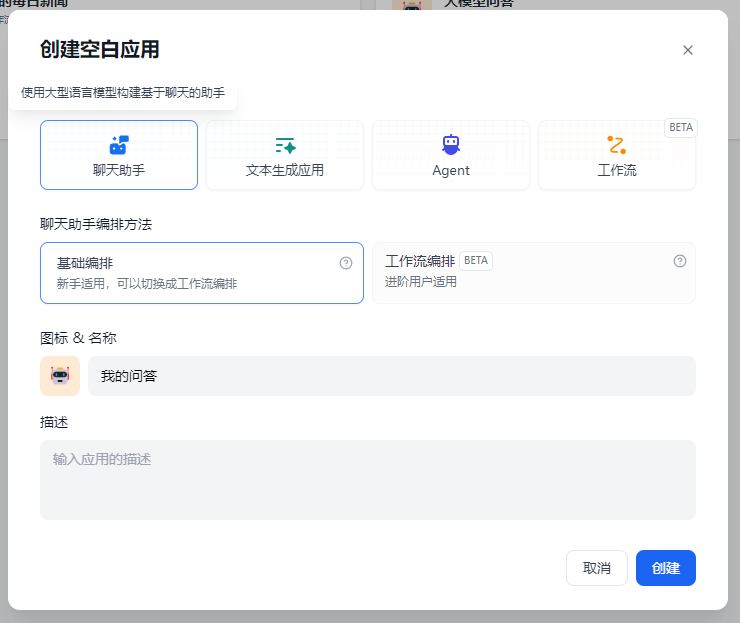 的每日新闻
大模型问答
创建空白应用
使用大型语言模型构建基于聊天的助手
BETA
聊天助手
文本生成应用
Agent
工作流
聊天助手编排方法
基础编排
工作流编排 BETA
新手适用，可以切换成工作流编排
进阶用户适用
图标 & 名称
我的问答
描述
输入应用的描述
取消
创建